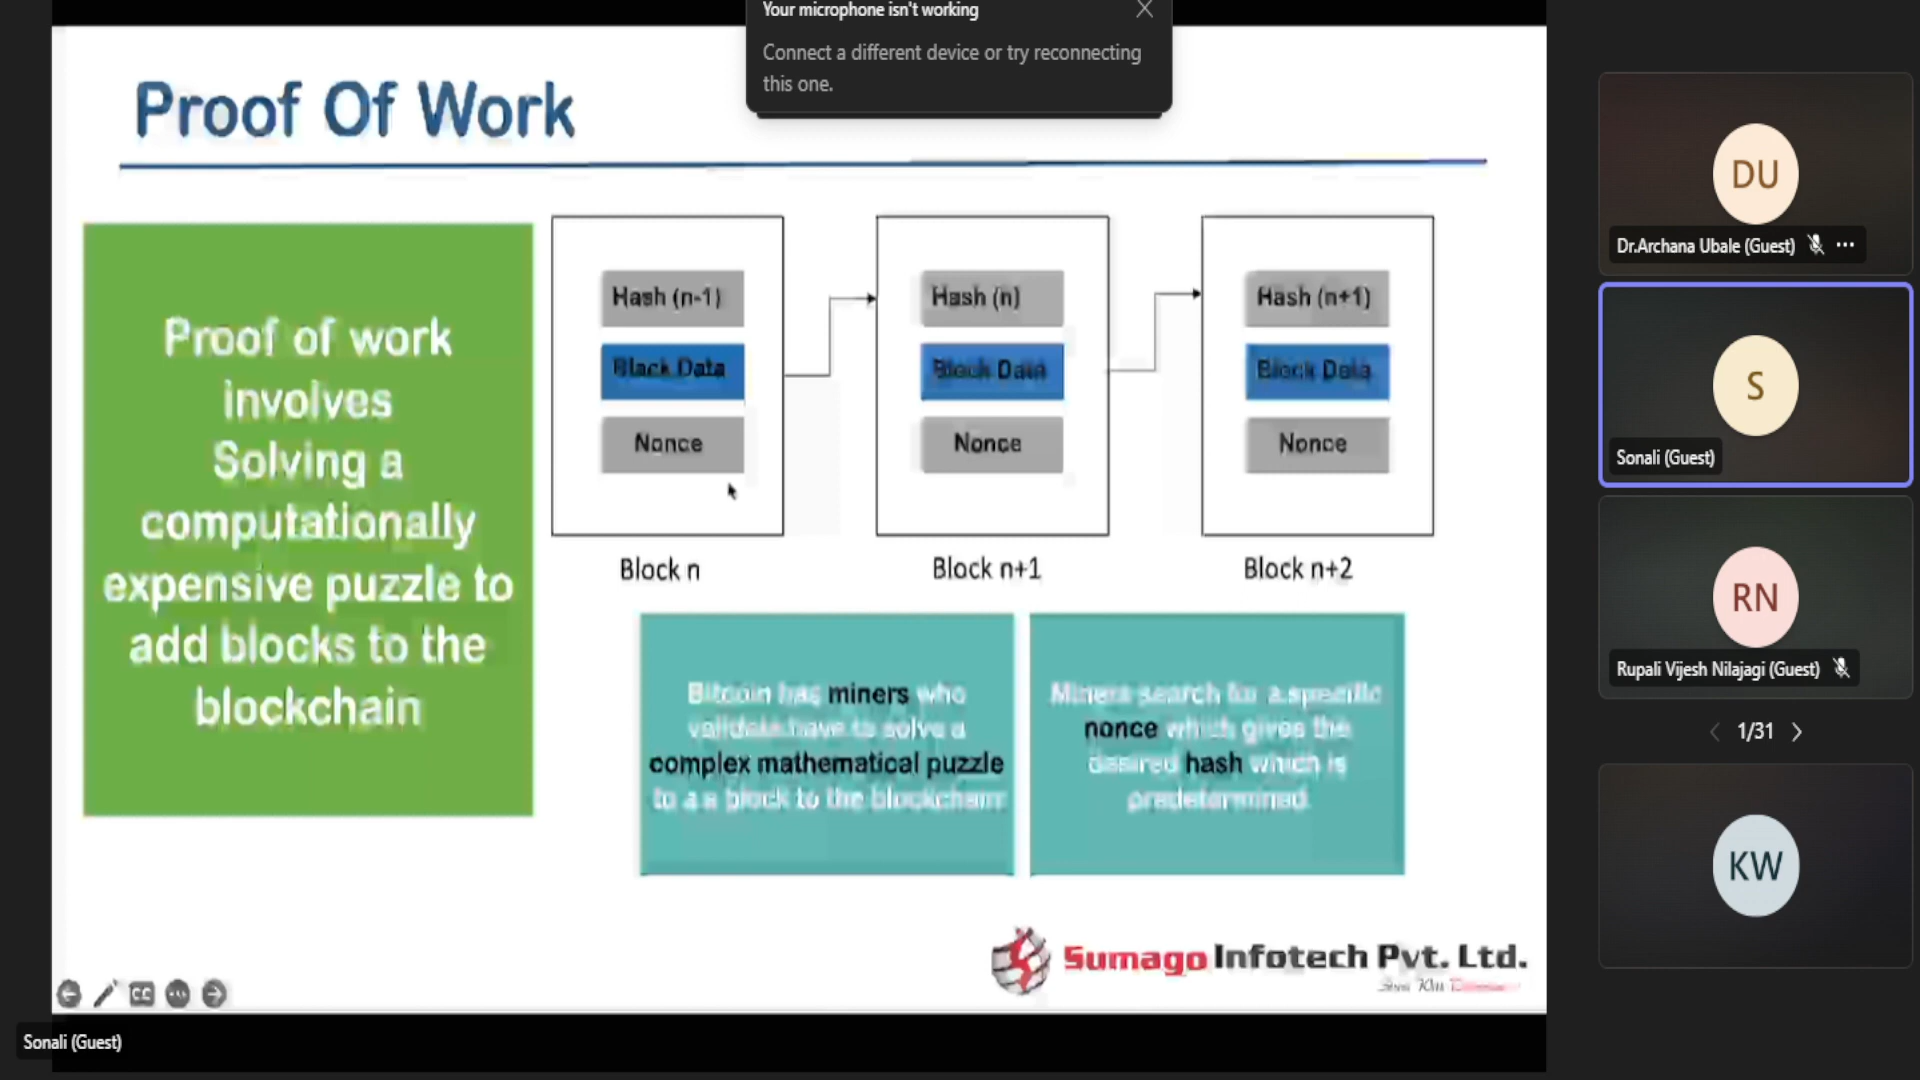 Your microphone isn't working
Connect a different device or try reconnecting
this one.
Proof Of Work
Proof of work
involves
Solving a
computationally
expensive puzzle to
add blocks to the
blockchain
Hash (n-1)
Black Data
Nonce
Block n
Hash (n)
Block Data
Nonce
Block n+1
Hash (n+1)
Block Data
Nonce
Block n+2
Bitcoin has miners who
validate have to solve a
complex mathematical puzzle
to a a block to the blockchain
Miners search for a specific
nonce which gives the
desired hash which is
predetermined.
Sumago Infotech Pvt. Ltd.
CC
Sonali (Guest)
DU
Dr.Archana Ubale (Guest)
S
Sonali (Guest)
RN
Rupali Vijesh Nilajagi (Guest)
1/31
KW